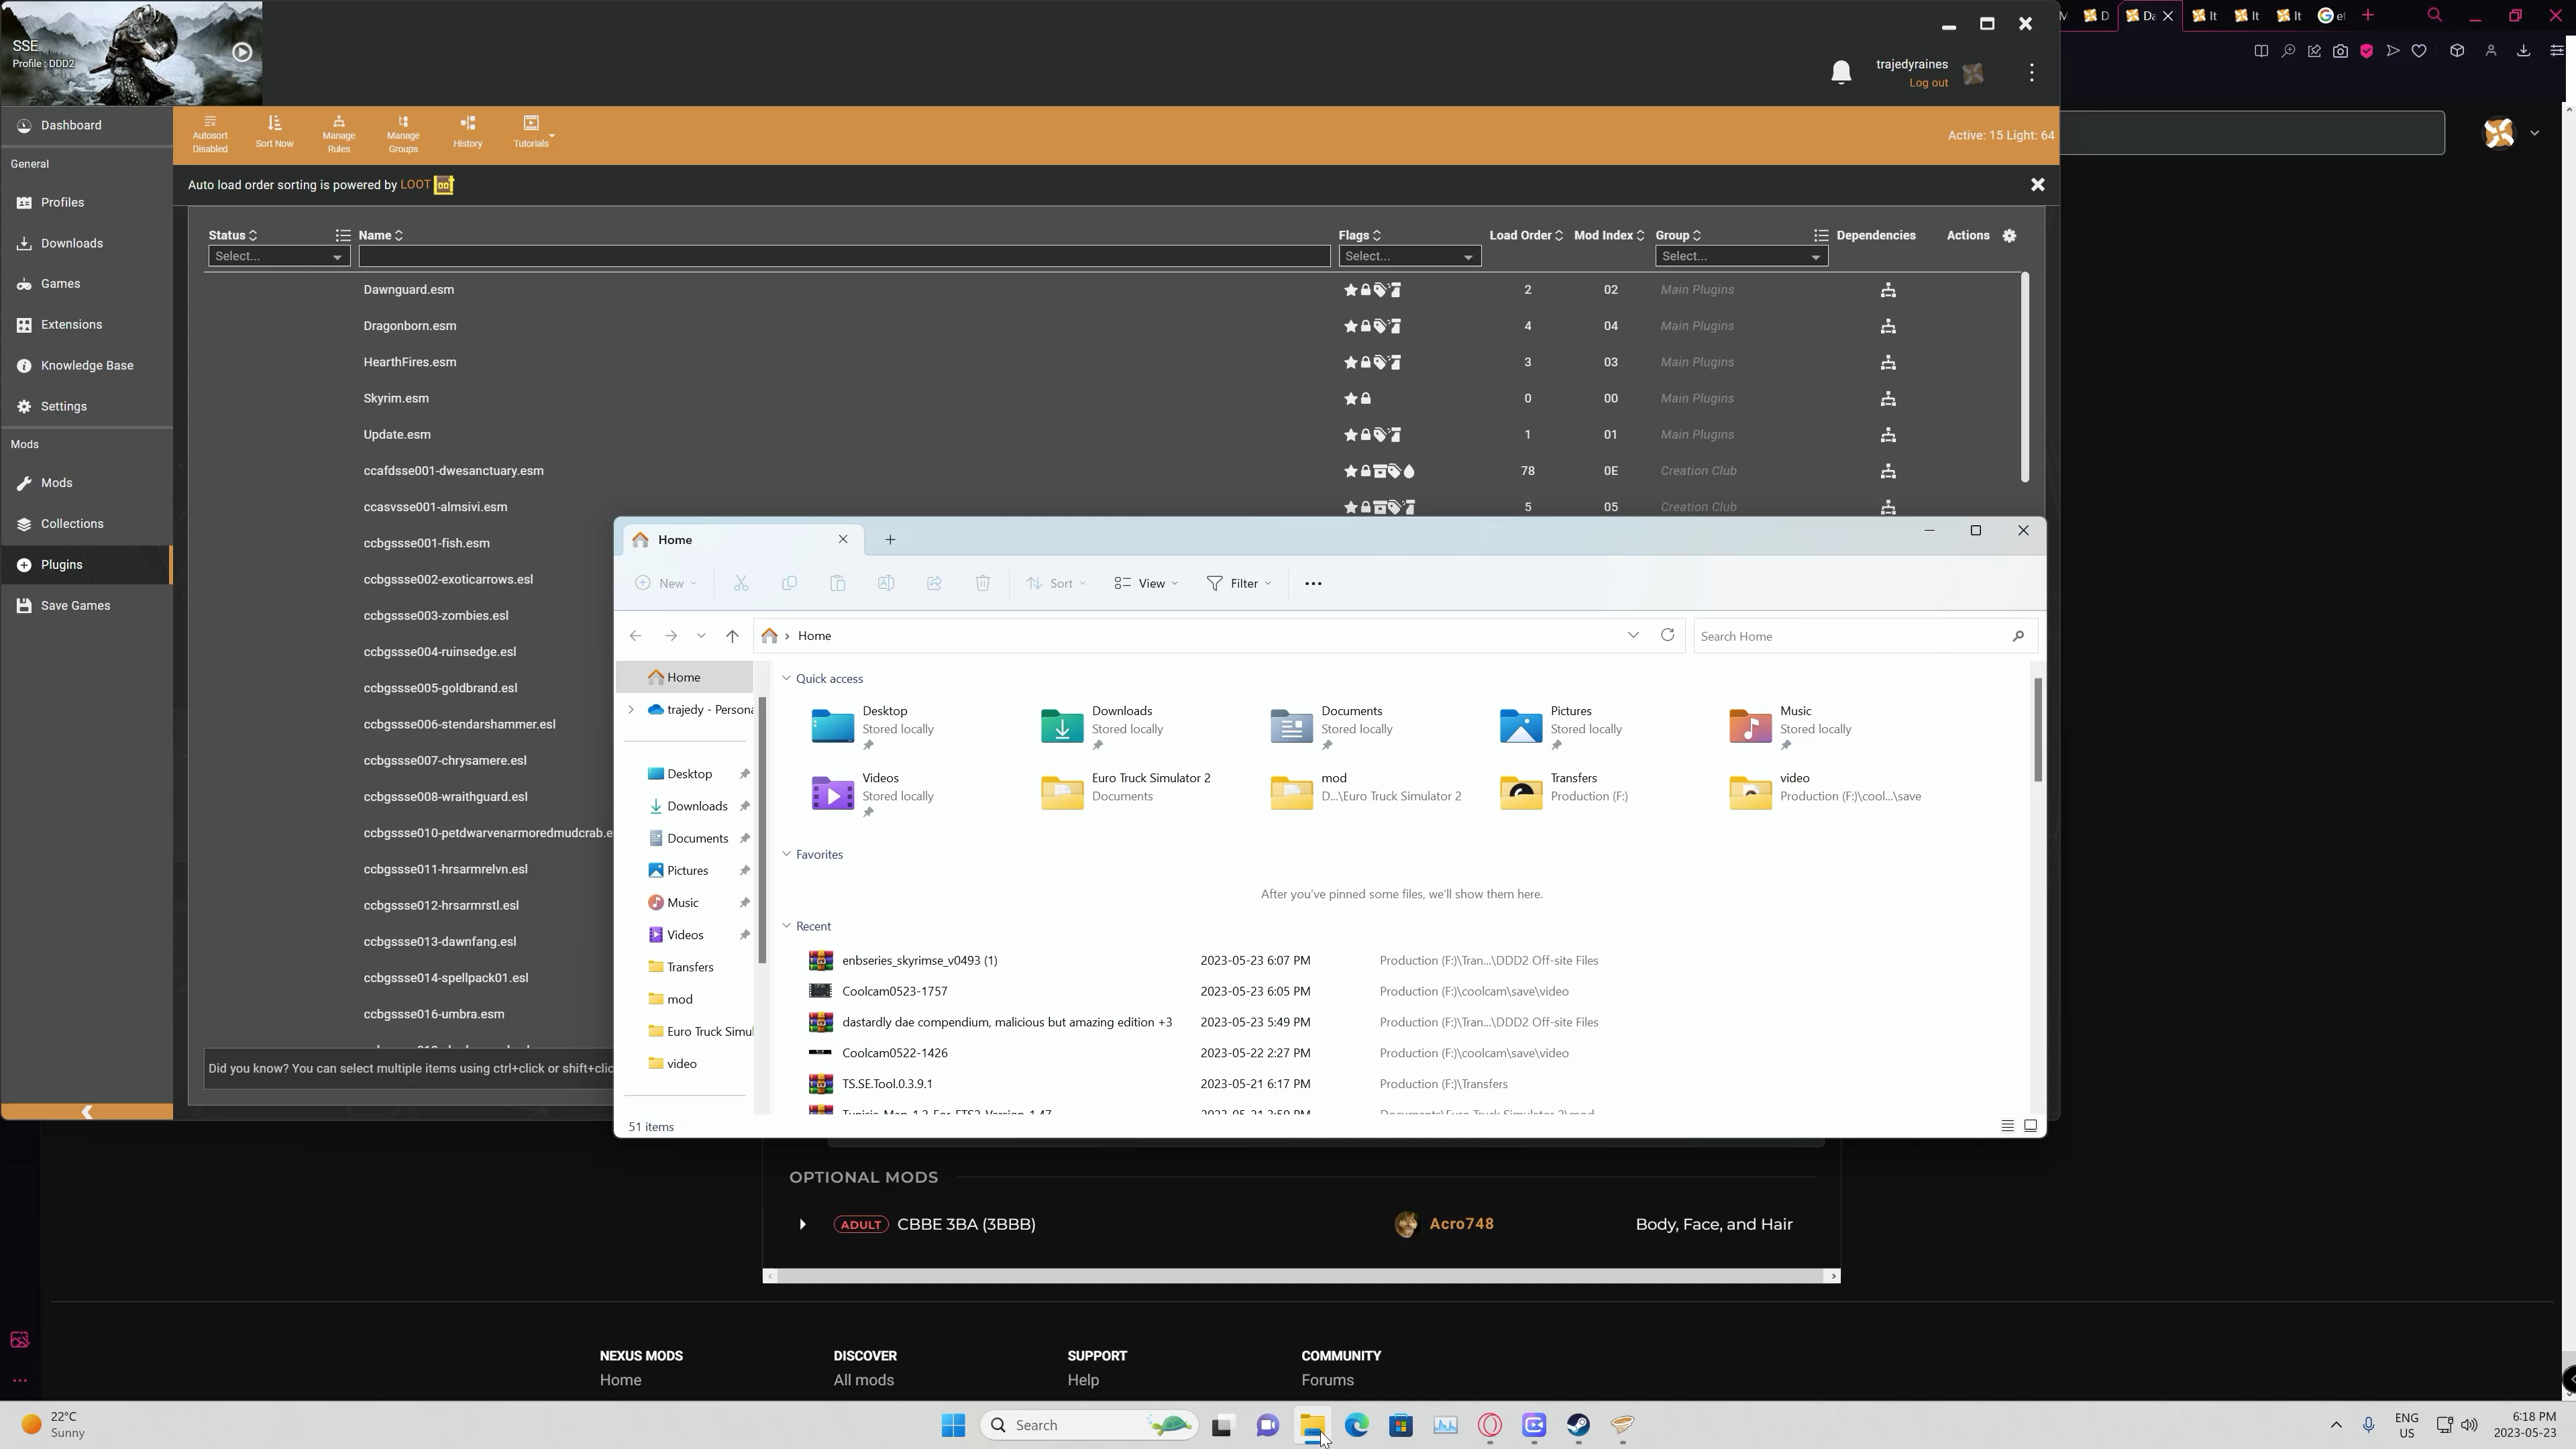 SSE
Profile : DDD2
trajedyraines
Log out
Dashboard
General
Profiles
Downloads
Games
Extensions
Knowledge Base
Settings
Mods
Mods
Collections
Plugins
Save Games
Autosort Disabled
Sort Now
Manage Rules
Manage Groups
History
Tutorials
Active: 15 Light: 64
Auto load order sorting is powered by LOOT
Status Name Flags Load Order Mod Index Group Dependencies Actions
Select... Select... Select...
Dawnguard.esm 2 02 Main Plugins
Dragonborn.esm 4 04 Main Plugins
HearthFires.esm 3 03 Main Plugins
Skyrim.esm 0 00 Main Plugins
Update.esm 1 01 Main Plugins
ccafdsse001-dwesanctuary.esm 78 0E Creation Club
ccasvsse001-almsivi.esm 5 05 Creation Club
ccbgssse001-fish.esm
ccbgssse002-exoticarrows.esl
ccbgssse003-zombies.esl
ccbgssse004-ruinsedge.esl
ccbgssse005-goldbrand.esl
ccbgssse006-stendarshammer.esl
ccbgssse007-chrysamere.esl
ccbgssse008-wraithguard.esl
ccbgssse010-petdwarvenarmoredmudcrab.e
ccbgssse011-hrsarmrelvn.esl
ccbgssse012-hrsarmrstl.esl
ccbgssse013-dawnfang.esl
ccbgssse014-spellpack01.esl
ccbgssse016-umbra.esm
Did you know? You can select multiple items using ctrl+click or shift+clic
Home
New Sort View Filter
Home
Search Home
Home
trajedy - Persona
Desktop
Downloads
Documents
Pictures
Music
Videos
Transfers
mod
Euro Truck Simul
video
Quick access
Desktop
Stored locally
Downloads
Stored locally
Documents
Stored locally
Pictures
Stored locally
Music
Stored locally
Videos
Stored locally
Euro Truck Simulator 2
Documents
mod
D...\Euro Truck Simulator 2
Transfers
Production (F:)
video
Production (F:)\cool...\save
Favorites
After you've pinned some files, we'll show them here.
Recent
enbseries_skyrimse_v0493 (1) 2023-05-23 6:07 PM Production (F:)\Tran...\DDD2 Off-site Files
Coolcam0523-1757 2023-05-23 6:05 PM Production (F:)\coolcam\save\video
dastardly dae compendium, malicious but amazing edition +3 2023-05-23 5:49 PM Production (F:)\Tran...\DDD2 Off-site Files
Coolcam0522-1426 2023-05-22 2:27 PM Production (F:)\coolcam\save\video
TS.SE.Tool.0.3.9.1 2023-05-21 6:17 PM Production (F:)\Transfers
51 items
OPTIONAL MODS
ADULT CBBE 3BA (3BBB) Acro748 Body, Face, and Hair
NEXUS MODS DISCOVER SUPPORT COMMUNITY
Home All mods Help Forums
22°C
Sunny
Search
ENG
US
6:18 PM
2023-05-23